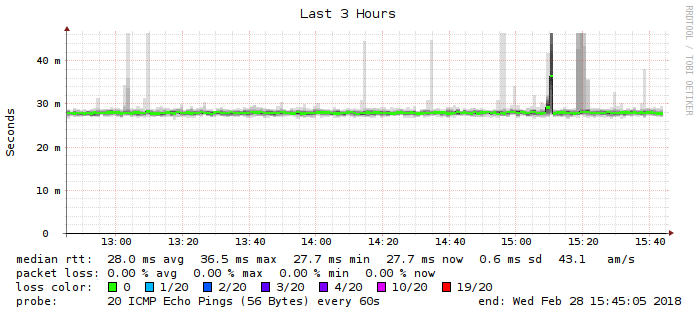 Last 3 Hours
RRDTOOL / TOBI OETIKER
Seconds
40 m
30 m
20 m
10 m
0
13:00 13:20 13:40 14:00 14:20 14:40 15:00 15:20 15:40
median rtt: 28.0 ms avg 36.5 ms max 27.7 ms min 27.7 ms now 0.6 ms sd 43.1 am/s
packet loss: 0.00 % avg 0.00 % max 0.00 % min 0.00 % now
loss color: 0 1/20 2/20 3/20 4/20 10/20 19/20
probe: 20 ICMP Echo Pings (56 Bytes) every 60s end: Wed Feb 28 15:45:05 2018